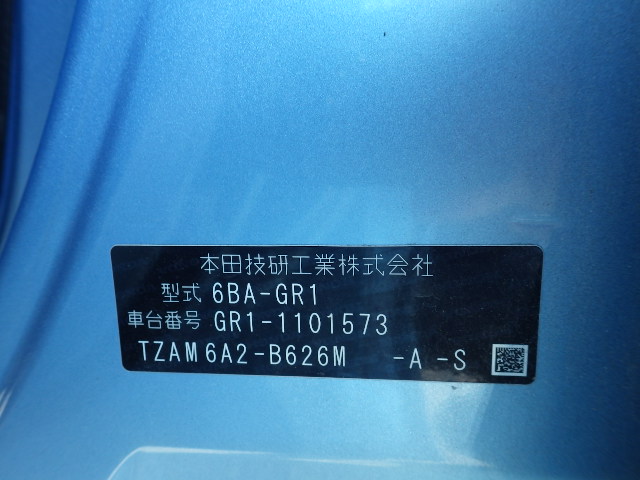 本田技研工業株式会社
型式 6BA-GR1
車台番号 GR1-1101573
TZAM6A2-B626M -A -S